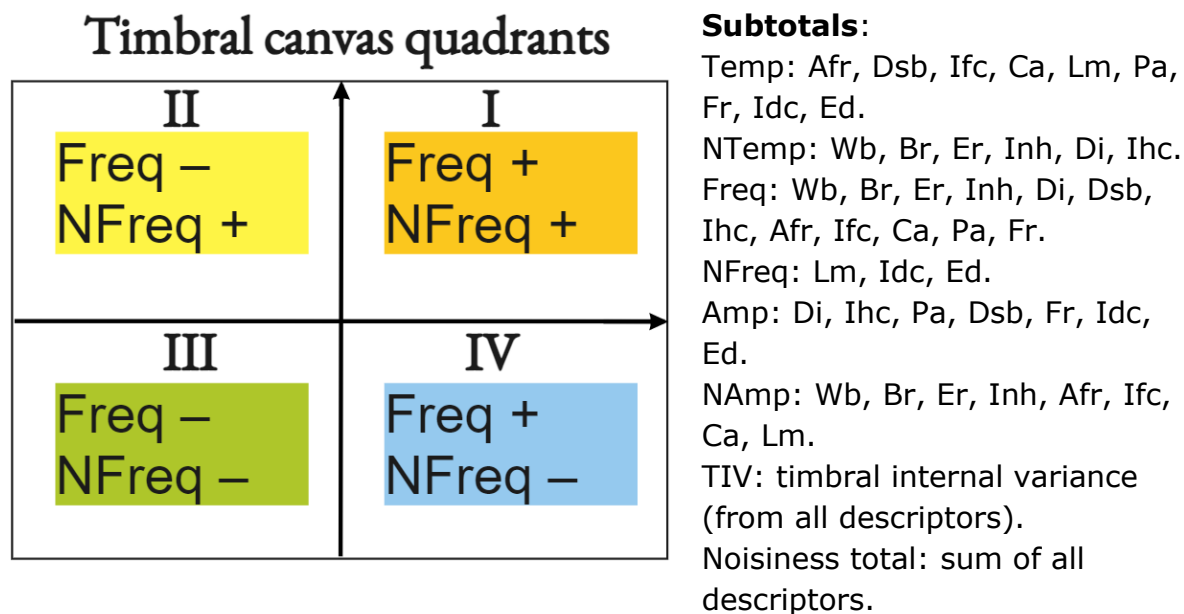 Timbral canvas quadrants
II
Freq –
NFreq +
I
Freq +
NFreq +
III
Freq –
NFreq –
IV
Freq +
NFreq –
Subtotals:
Temp: Afr, Dsb, Ifc, Ca, Lm, Pa,
Fr, Idc, Ed.
NTemp: Wb, Br, Er, Inh, Di, Ihc.
Freq: Wb, Br, Er, Inh, Di, Dsb,
Ihc, Afr, Ifc, Ca, Pa, Fr.
NFreq: Lm, Idc, Ed.
Amp: Di, Ihc, Pa, Dsb, Fr, Idc,
Ed.
NAmp: Wb, Br, Er, Inh, Afr, Ifc,
Ca, Lm.
TIV: timbral internal variance
(from all descriptors).
Noisiness total: sum of all
descriptors.